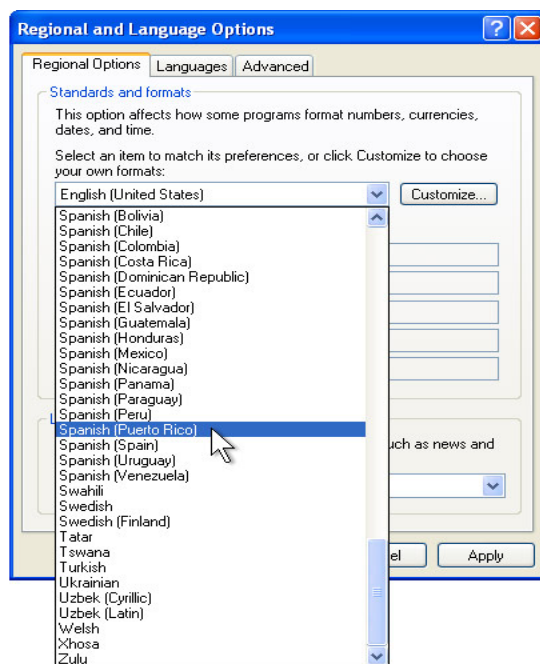 Regional and Language Options
Regional Options Languages Advanced
Standards and formats
This option affects how some programs format numbers, currencies,
dates, and time.
Select an item to match its preferences, or click Customize to choose
your own formats:
English (United States) Customize...
Spanish (Bolivia)
Spanish (Chile)
Spanish (Colombia)
Spanish (Costa Rica)
Spanish (Dominican Republic)
Spanish (Ecuador)
Spanish (El Salvador)
Spanish (Guatemala)
Spanish (Honduras)
Spanish (Mexico)
Spanish (Nicaragua)
Spanish (Panama)
Spanish (Paraguay)
Spanish (Peru)
Spanish (Puerto Rico)
Spanish (Spain) such as news and
Spanish (Uruguay)
Spanish (Venezuela)
Swahili
Swedish
Swedish (Finland)
Tatar
Tswana
Turkish Apply
Ukrainian
Uzbek (Cyrillic)
Uzbek (Latin)
Welsh
Xhosa
Zulu